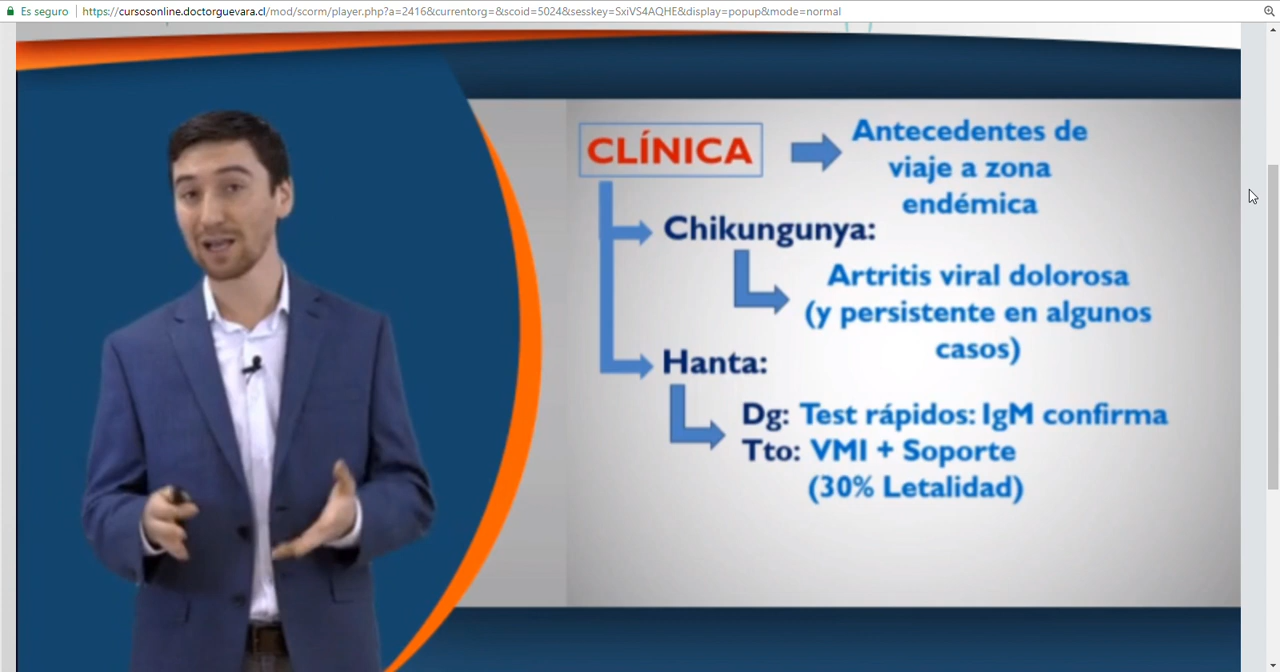 Es seguro
https://cursosonline.doctorguevara.cl/mod/scorm/player.php?a=2416&currentorg=&scoid=5024&sesskey=SxiVS4AQHE&display=popup&mode=normal
CLÍNICA
Antecedentes de
viaje a zona
endémica
Chikungunya:
Artritis viral dolorosa
(y persistente en algunos
casos)
Hanta:
Dg: Test rápidos: IgM confirma
Tto: VMI + Soporte
(30% Letalidad)